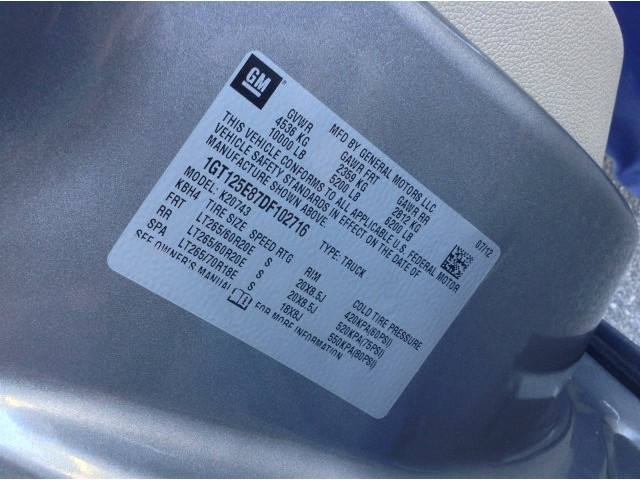 GM
MFD BY GENERAL MOTORS LLC
GVWR GAWR FRT GAWR RR
4536 KG 2359 KG 2812 KG
10000 LB 5200 LB 6200 LB
THIS VEHICLE CONFORMS TO ALL APPLICABLE U.S. FEDERAL MOTOR
VEHICLE SAFETY STANDARDS IN EFFECT ON THE DATE OF
MANUFACTURE SHOWN ABOVE.
07/12
1GT125E87DF102716 TYPE: TRUCK
MODEL: K20743
KBH4 TIRE SIZE SPEED RTG RIM COLD TIRE PRESSURE
FRT LT265/60R20E S 20X8.5J 420KPA(60PSI)
RR LT265/60R20E S 20X8.5J 520KPA(75PSI)
SPA LT265/70R18E S 18X8J 550KPA(80PSI)
SEE OWNER'S MANUAL FOR MORE INFORMATION